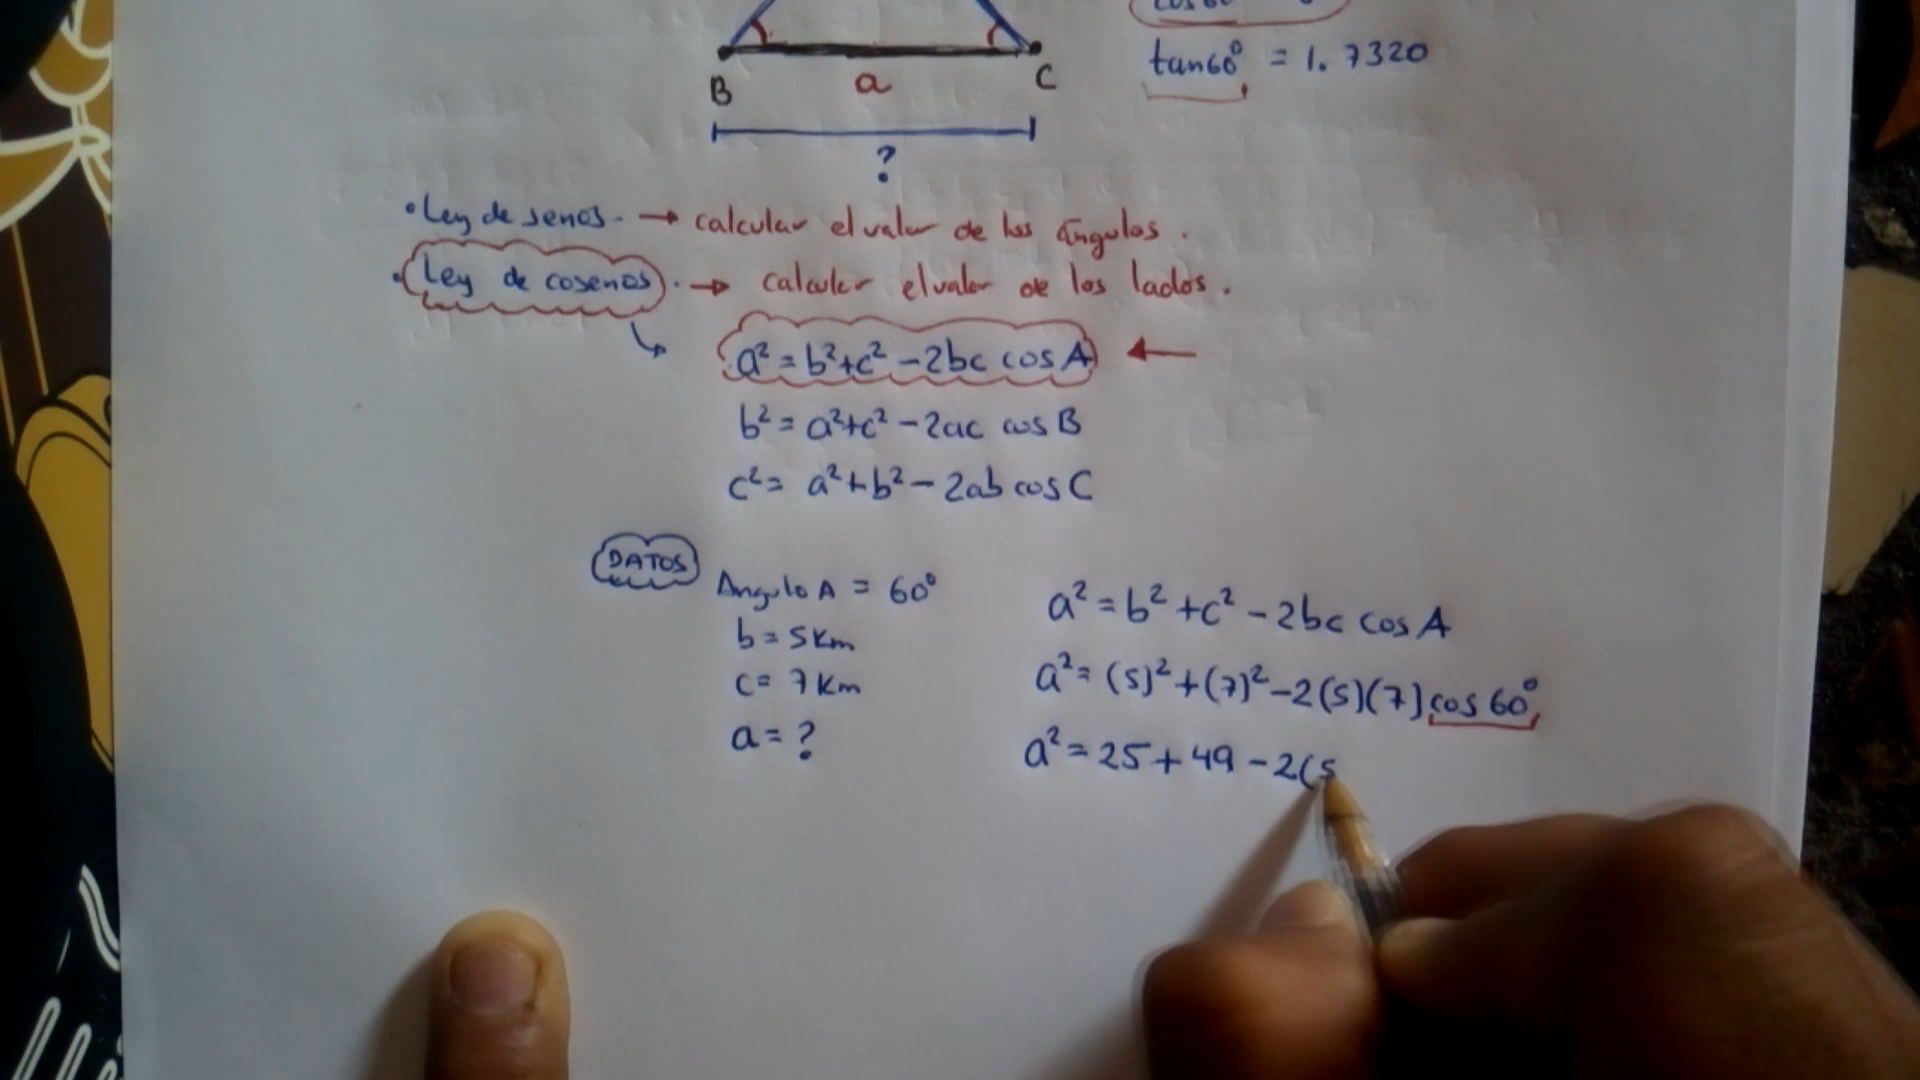 tan60° = 1.7320
B a C
?
• Ley de senos. → calcular el valor de los ángulos.
• Ley de cosenos. → calcular el valor de los lados.
a² = b²+c² -2bc cos A ←
b² = a²+c² -2ac cos B
c² = a²+b² - 2ab cos C
DATOS
Angulo A = 60°
b = 5 Km
c = 7 Km
a = ?
a² = b² +c² - 2bc cos A
a² = (5)² +(7)² -2(5)(7) cos 60°
a² = 25 + 49 - 2(5